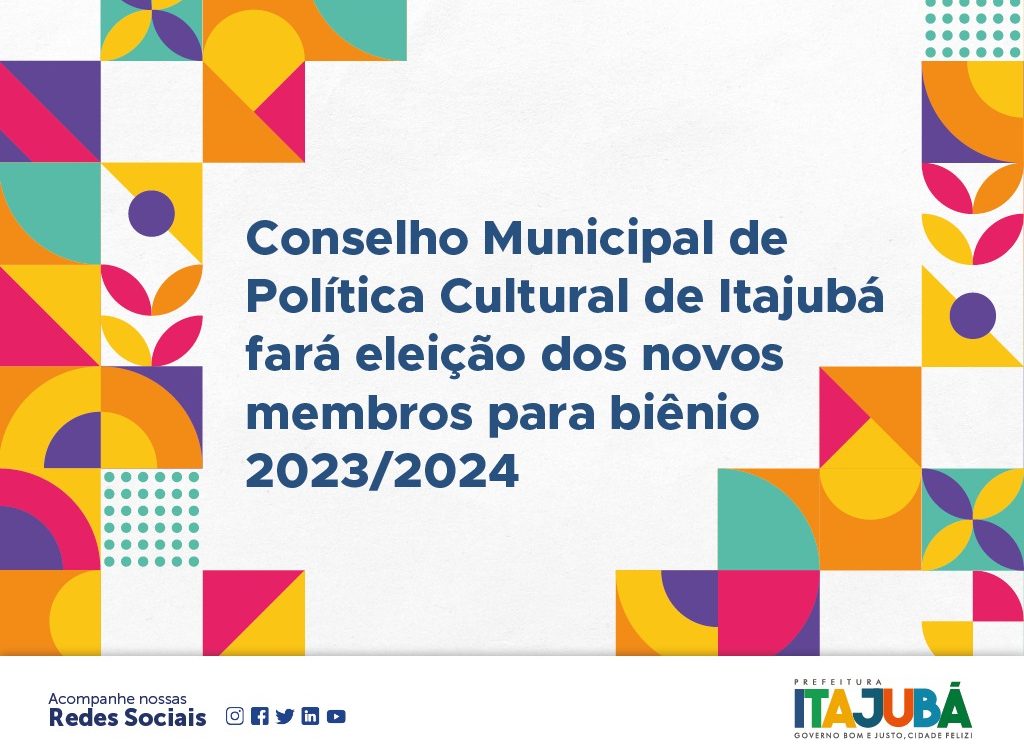 Conselho Municipal de
Política Cultural de Itajubá
fará eleição dos novos
membros para biênio
2023/2024
Acompanhe nossas
Redes Sociais
PREFEITURA
ITAJUBÁ
GOVERNO BOM E JUSTO, CIDADE FELIZ!